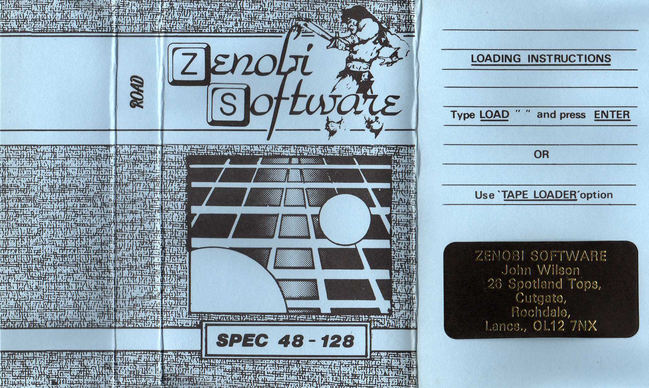 ROAD
Zenobi
Software
SPEC 48 - 128
LOADING INSTRUCTIONS
Type LOAD " " and press ENTER
OR
Use 'TAPE LOADER' option
ZENOBI SOFTWARE
John Wilson
26 Spotland Tops,
Cutgate,
Rochdale,
Lancs., OL12 7NX